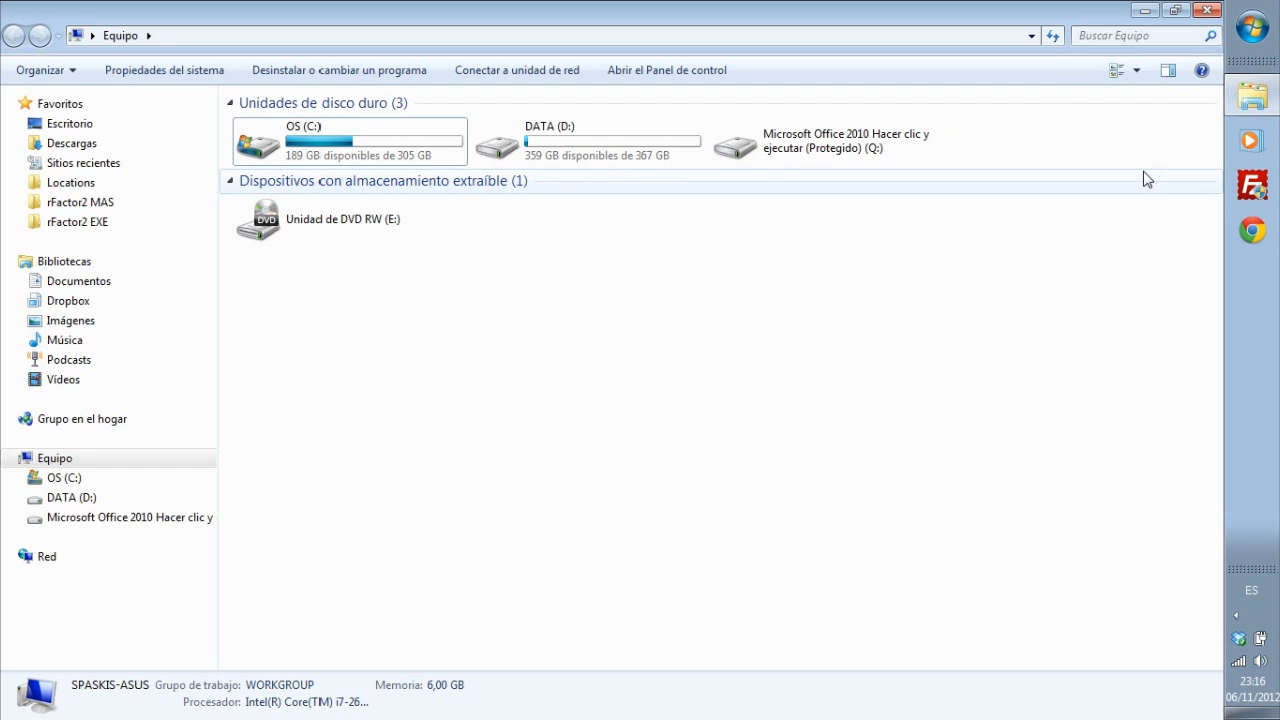 Equipo
Buscar Equipo
Organizar
Propiedades del sistema
Desinstalar o cambiar un programa
Conectar a unidad de red
Abrir el Panel de control
Favoritos
Escritorio
Descargas
Sitios recientes
Locations
rFactor2 MAS
rFactor2 EXE
Bibliotecas
Documentos
Dropbox
Imágenes
Música
Podcasts
Vídeos
Grupo en el hogar
Equipo
OS (C:)
DATA (D:)
Microsoft Office 2010 Hacer clic y
Red
Unidades de disco duro (3)
OS (C:)
189 GB disponibles de 305 GB
DATA (D:)
359 GB disponibles de 367 GB
Microsoft Office 2010 Hacer clic y
ejecutar (Protegido) (Q:)
Dispositivos con almacenamiento extraíble (1)
DVD
Unidad de DVD RW (E:)
SPASKIS-ASUS
Grupo de trabajo: WORKGROUP
Memoria: 6,00 GB
Procesador: Intel(R) Core(TM) i7-26...
ES
23:16
06/11/2012